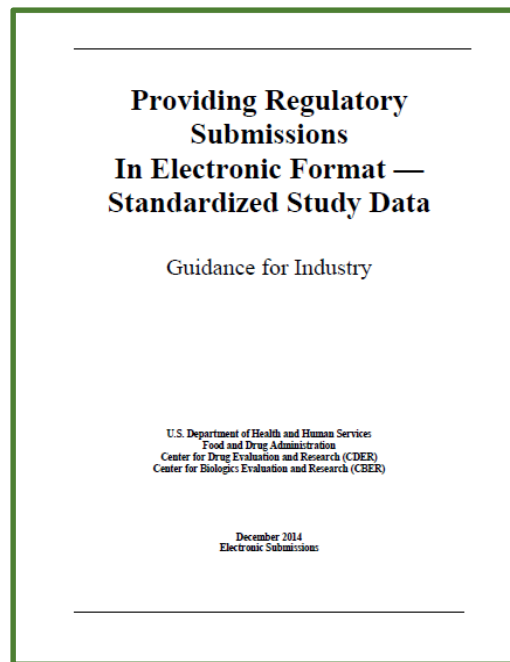 Providing Regulatory
Submissions
In Electronic Format —
Standardized Study Data
Guidance for Industry
U.S. Department of Health and Human Services
Food and Drug Administration
Center for Drug Evaluation and Research (CDER)
Center for Biologics Evaluation and Research (CBER)
December 2014
Electronic Submissions